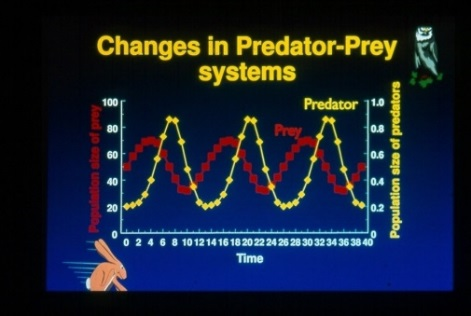 Changes in Predator-Prey
systems
Predator
Prey
Population size of prey
100
80
60
40
20
0
1.0
0.8
0.6
0.4
0.2
0
Population size of predators
0 2 4 6 8 10 12 14 16 18 20 22 24 26 28 30 32 34 36 38 40
Time